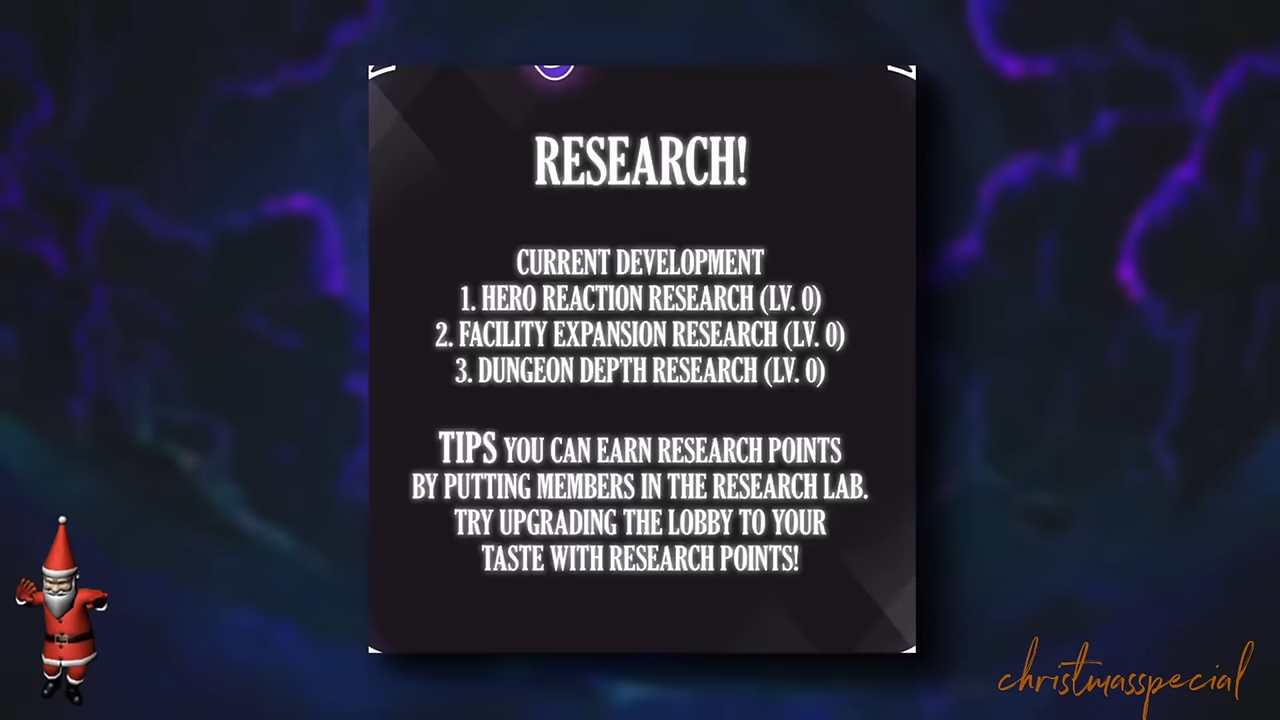 RESEARCH!
CURRENT DEVELOPMENT
1. HERO REACTION RESEARCH (LV. 0)
2. FACILITY EXPANSION RESEARCH (LV. 0)
3. DUNGEON DEPTH RESEARCH (LV. 0)
TIPS YOU CAN EARN RESEARCH POINTS
BY PUTTING MEMBERS IN THE RESEARCH LAB.
TRY UPGRADING THE LOBBY TO YOUR
TASTE WITH RESEARCH POINTS!
christmasspecial